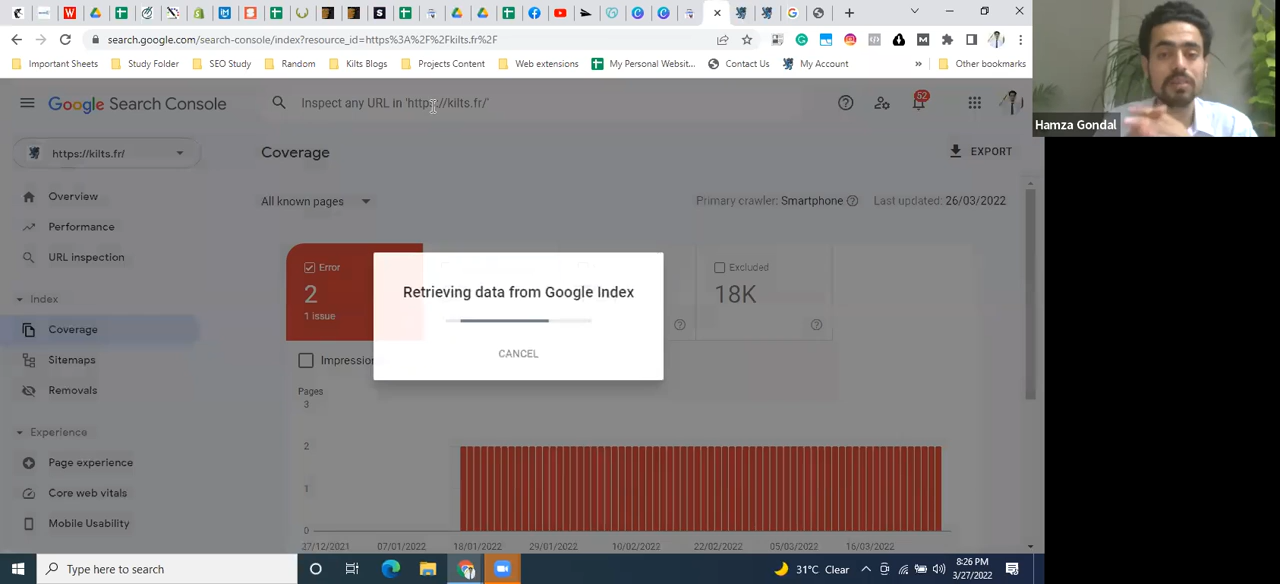 search.google.com/search-console/index?resource_id=https%3A%2F%2Fkilts.fr%2F
Important Sheets
Study Folder
SEO Study
Random
Kilts Blogs
Projects Content
Web extensions
My Personal Websit...
Contact Us
My Account
»
Other bookmarks
Google Search Console
Inspect any URL in 'https://kilts.fr/'
52
Hamza Gondal
https://kilts.fr/
Coverage
EXPORT
Overview
Performance
URL inspection
Index
Coverage
Sitemaps
Removals
Experience
Page experience
Core web vitals
Mobile Usability
All known pages
Primary crawler: Smartphone
Last updated: 26/03/2022
Error
2
1 issue
Excluded
18K
Retrieving data from Google Index
CANCEL
Impression
Pages
3
2
1
0
27/12/2021 07/01/2022 18/01/2022 29/01/2022 10/02/2022 22/02/2022 05/03/2022 16/03/2022
Type here to search
31°C Clear
8:26 PM
3/27/2022